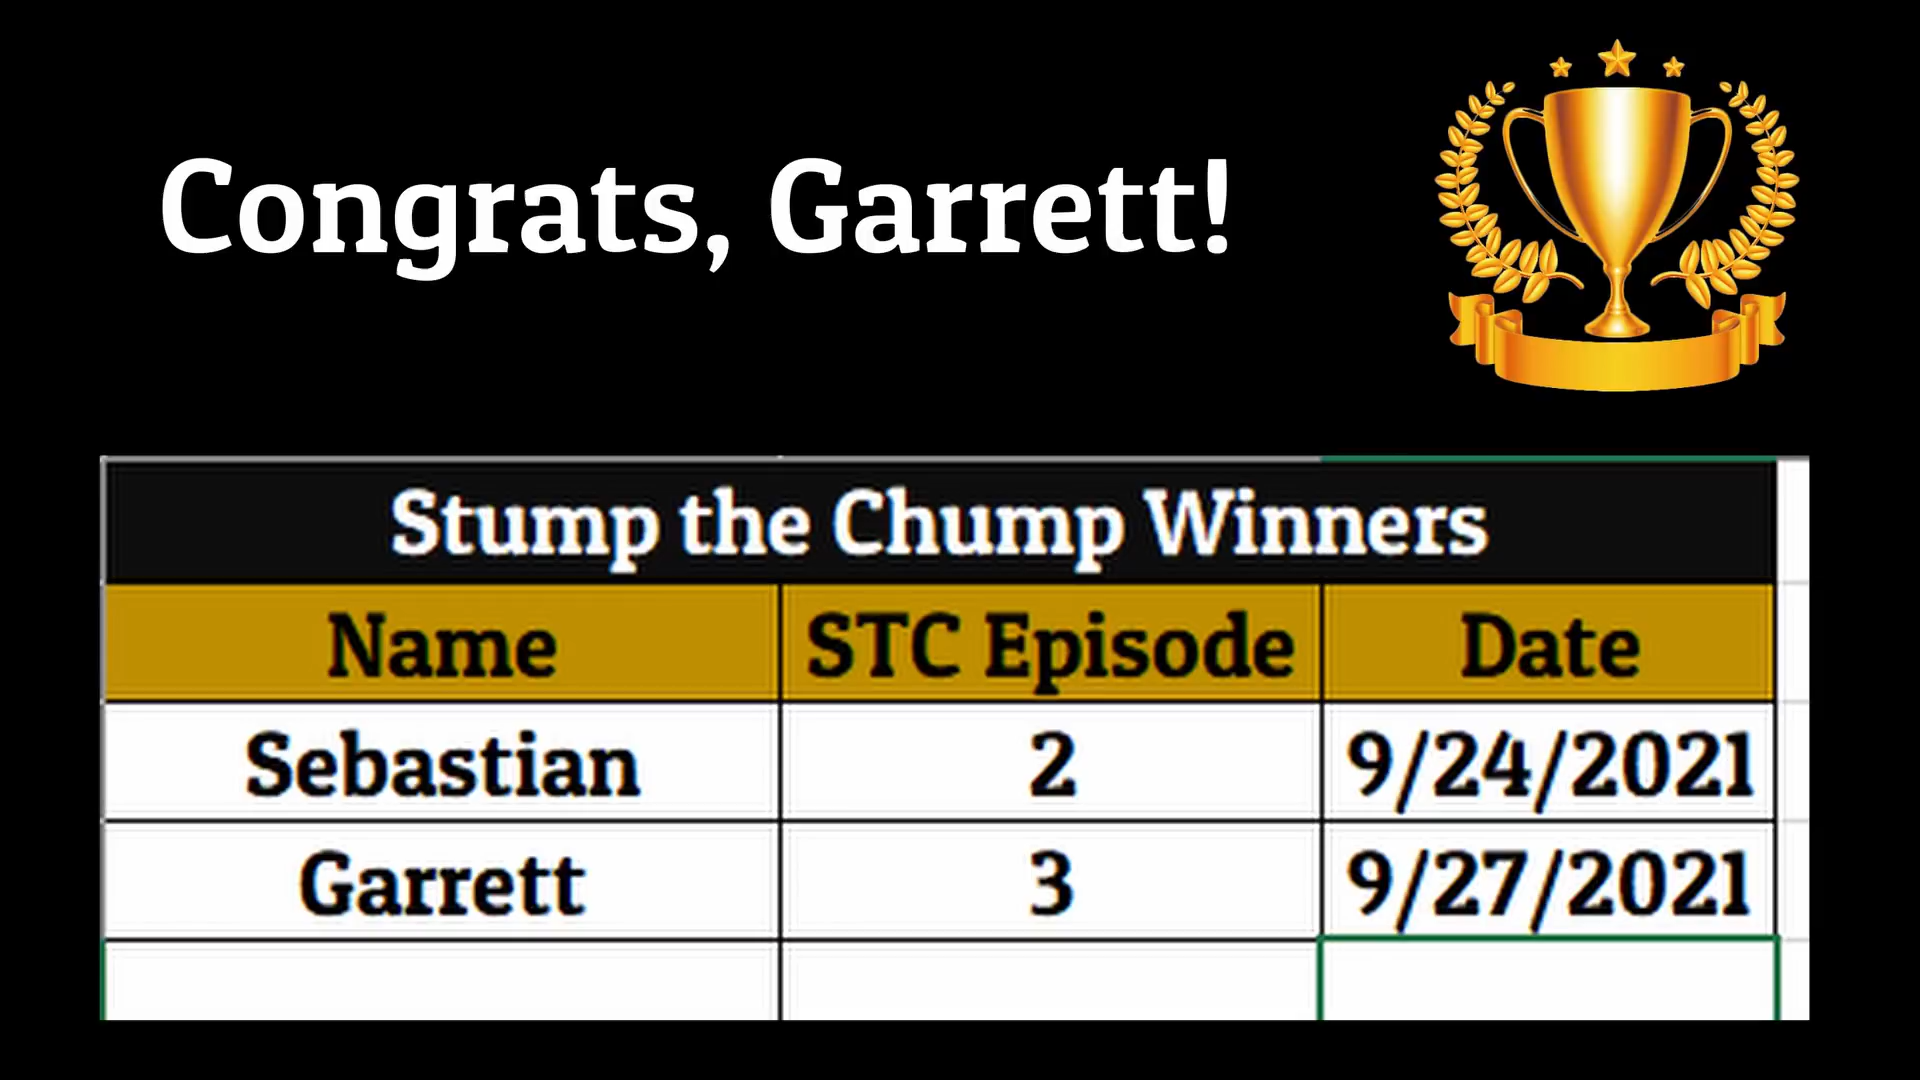 Congrats, Garrett!
Stump the Chump Winners
Name STC Episode Date
Sebastian 2 9/24/2021
Garrett 3 9/27/2021